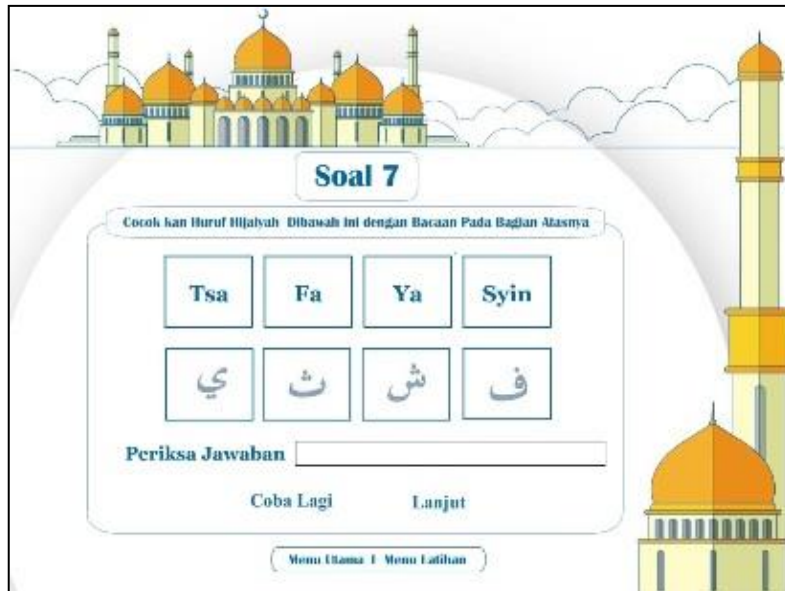 Soal 7
Cocok kan Huruf Hijaiyah Dibawah ini dengan Bacaan Pada Bagian Atasnya
Tsa Fa Ya Syin
ي ث ش ف
Periksa Jawaban
Coba Lagi Lanjut
Menu Utama | Menu Latihan